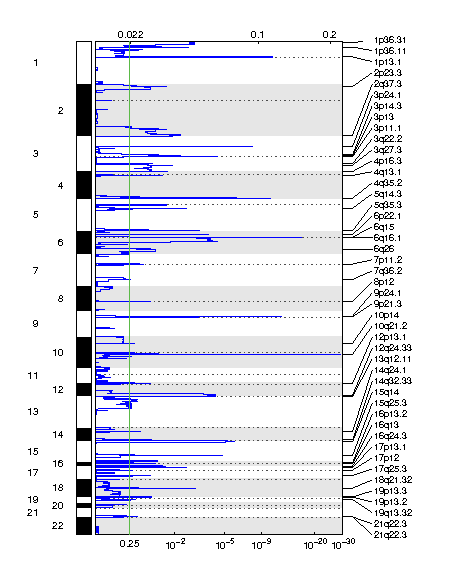 0.022 0.1 0.2
1
2
3
4
5
6
7
8
9
10
11
12
13
14
15
16
17
18
19
20
21
22
1p36.31
1p36.11
1p13.1
2p23.3
2q37.3
3p24.1
3p14.3
3p13
3p11.1
3q22.2
3q27.3
4p16.3
4q13.1
4q35.2
5q14.3
5q35.3
6p22.1
6q15
6q16.1
6q26
7p11.2
7q36.2
8p12
9p24.1
9p21.3
10p14
10q21.2
12p13.1
12q24.33
13q12.11
14q24.1
14q32.33
15q14
15q25.3
16p13.2
16q13
16q24.3
17p13.1
17p12
17q25.3
18q21.32
19p13.3
19p13.2
19q13.32
21q22.3
21q22.3
0.25 10⁻² 10⁻⁵ 10⁻⁹ 10⁻²⁰ 10⁻³⁰